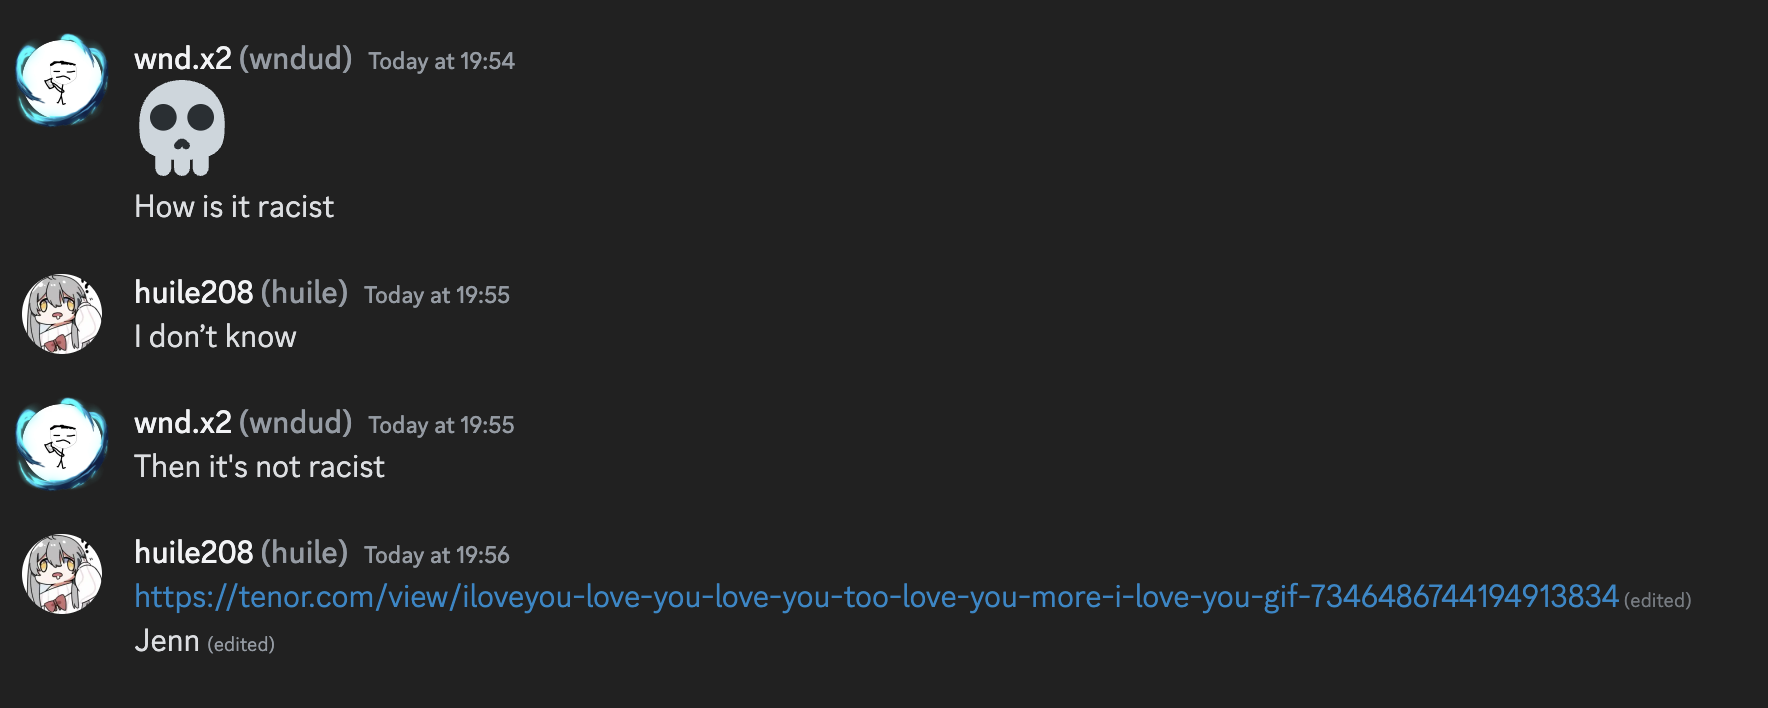 wnd.x2 (wndud) Today at 19:54
How is it racist
huile208 (huile) Today at 19:55
I don’t know
wnd.x2 (wndud) Today at 19:55
Then it's not racist
huile208 (huile) Today at 19:56
https://tenor.com/view/iloveyou-love-you-love-you-too-love-you-more-i-love-you-gif-7346486744194913834 (edited)
Jenn (edited)